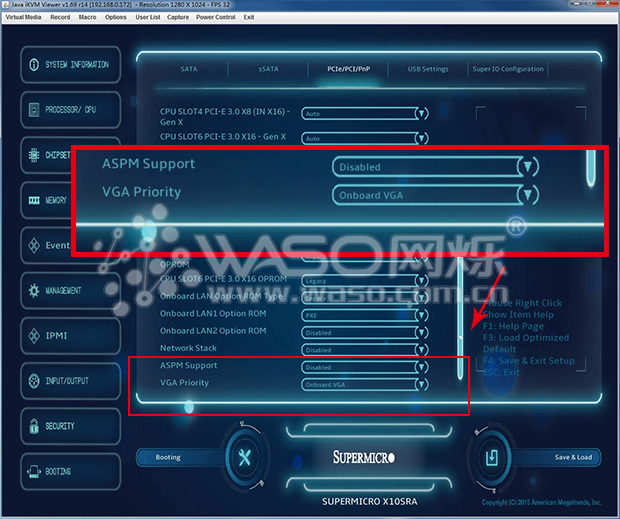 Java iKVM Viewer v1.69 r14 [192.168.0.172] - Resolution 1280 X 1024 - FPS 32
Virtual Media Record Macro Options User List Capture Power Control Exit
SYSTEM INFORMATION
PROCESSOR/ CPU
CHIPSET
MEMORY
Event
MANAGEMENT
IPMI
INPUT/OUTPUT
SECURITY
BOOTING
SATA sSATA PCIe/PCI/PnP USB Settings Super IO Configuration
CPU SLOT4 PCI-E 3.0 X8 (IN X16) - Auto
Gen X
CPU SLOT6 PCI-E 3.0 X16 - Gen X Auto
ASPM Support Disabled
VGA Priority Onboard VGA
WASO网烁®
www.waso.com.cn
OPROM
CPU SLOT6 PCI-E 3.0 X16 OPROM Legacy
Onboard LAN Option ROM Type
Onboard LAN1 Option ROM PXE
Onboard LAN2 Option ROM Disabled
Network Stack Disabled
ASPM Support Disabled
VGA Priority Onboard VGA
Mouse Right Click
Show Item Help
F1: Help Page
F3: Load Optimized
Default
F4: Save & Exit Setup
ESC: Exit
Booting
SUPERMICRO
Save & Load
SUPERMICRO X10SRA
Copyright (C) 2015 American Megatrends, Inc.